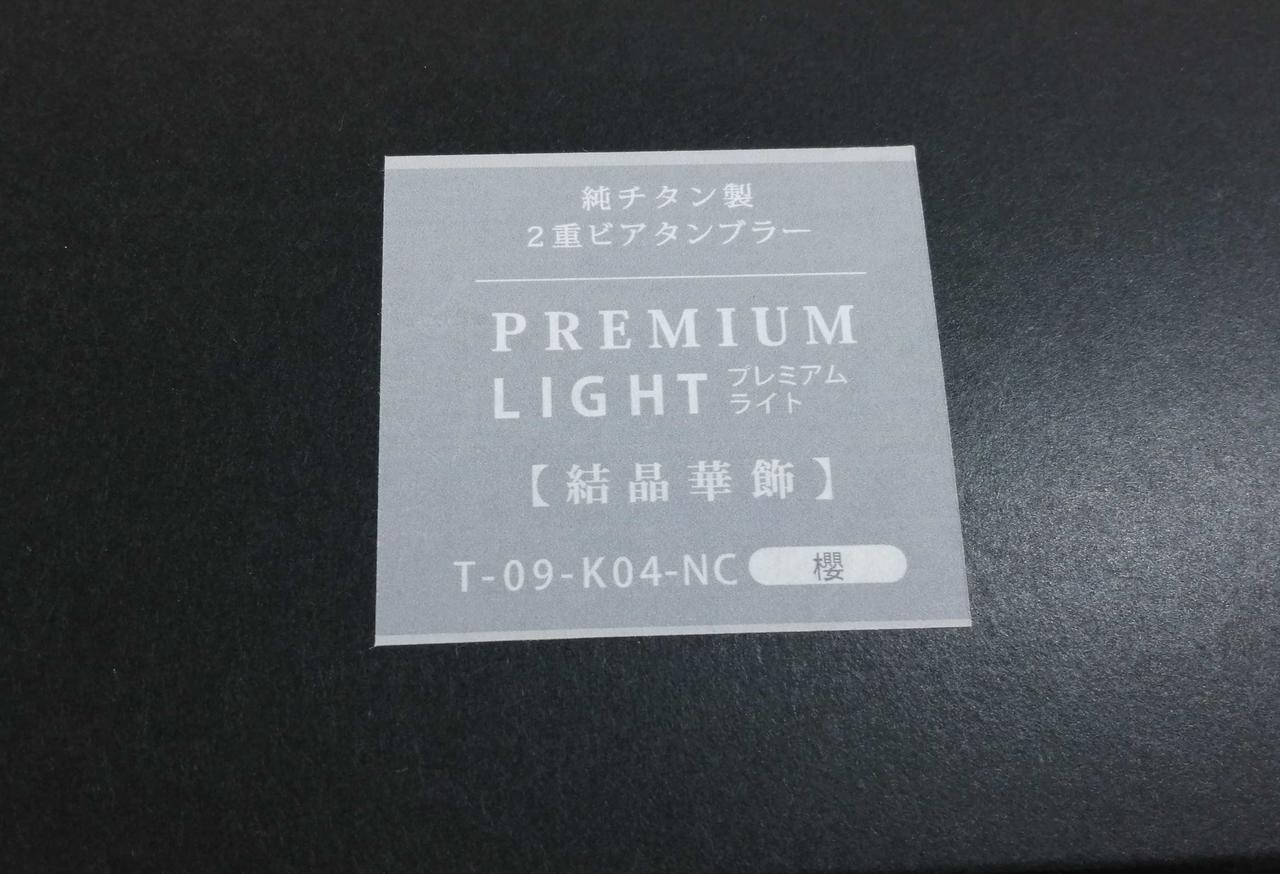 純チタン製
２重ビアタンブラー
PREMIUM
LIGHT プレミアム
ライト
【結晶華飾】
T-09-K04-NC 櫻